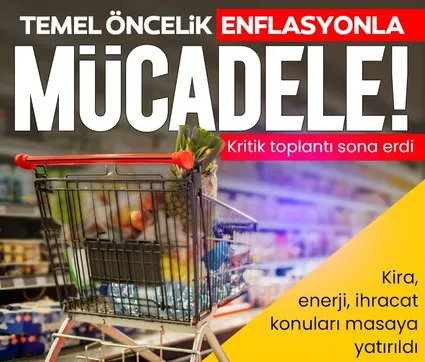 TEMEL ÖNCELİK ENFLASYONLA
MÜCADELE!
Kritik toplantı sona erdi
Kira,
enerji, ihracat
konuları masaya
yatırıldı